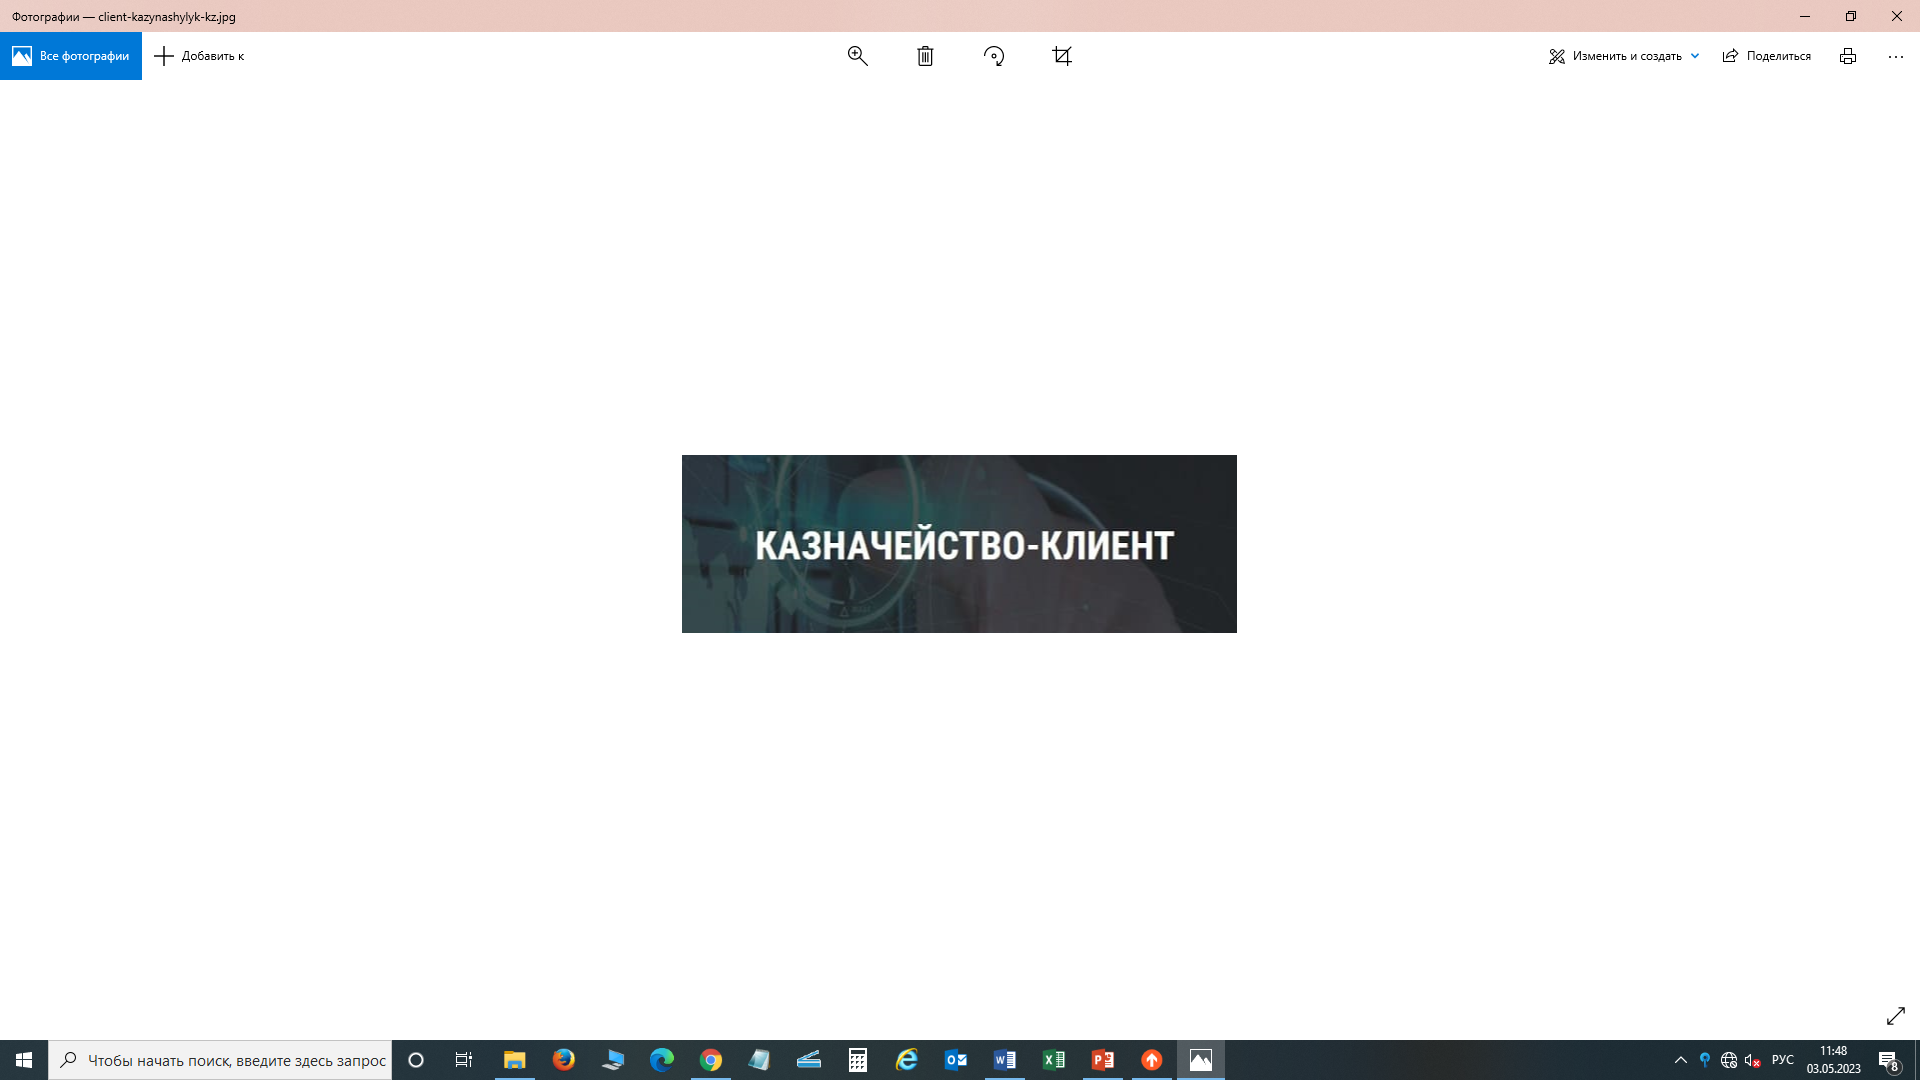 Фотографии — client-kazynashylyk-kz.jpg
Все фотографии
Добавить к
Изменить и создать
Поделиться
КАЗНАЧЕЙСТВО-КЛИЕНТ
Чтобы начать поиск, введите здесь запрос
РУС
11:48
03.05.2023
8